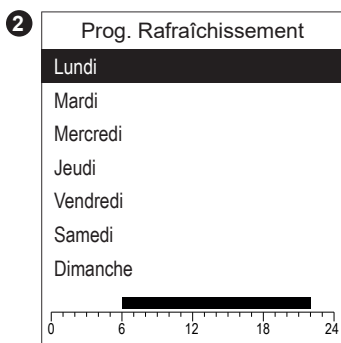 2
Prog. Rafraîchissement
Lundi
Mardi
Mercredi
Jeudi
Vendredi
Samedi
Dimanche
0 6 12 18 24